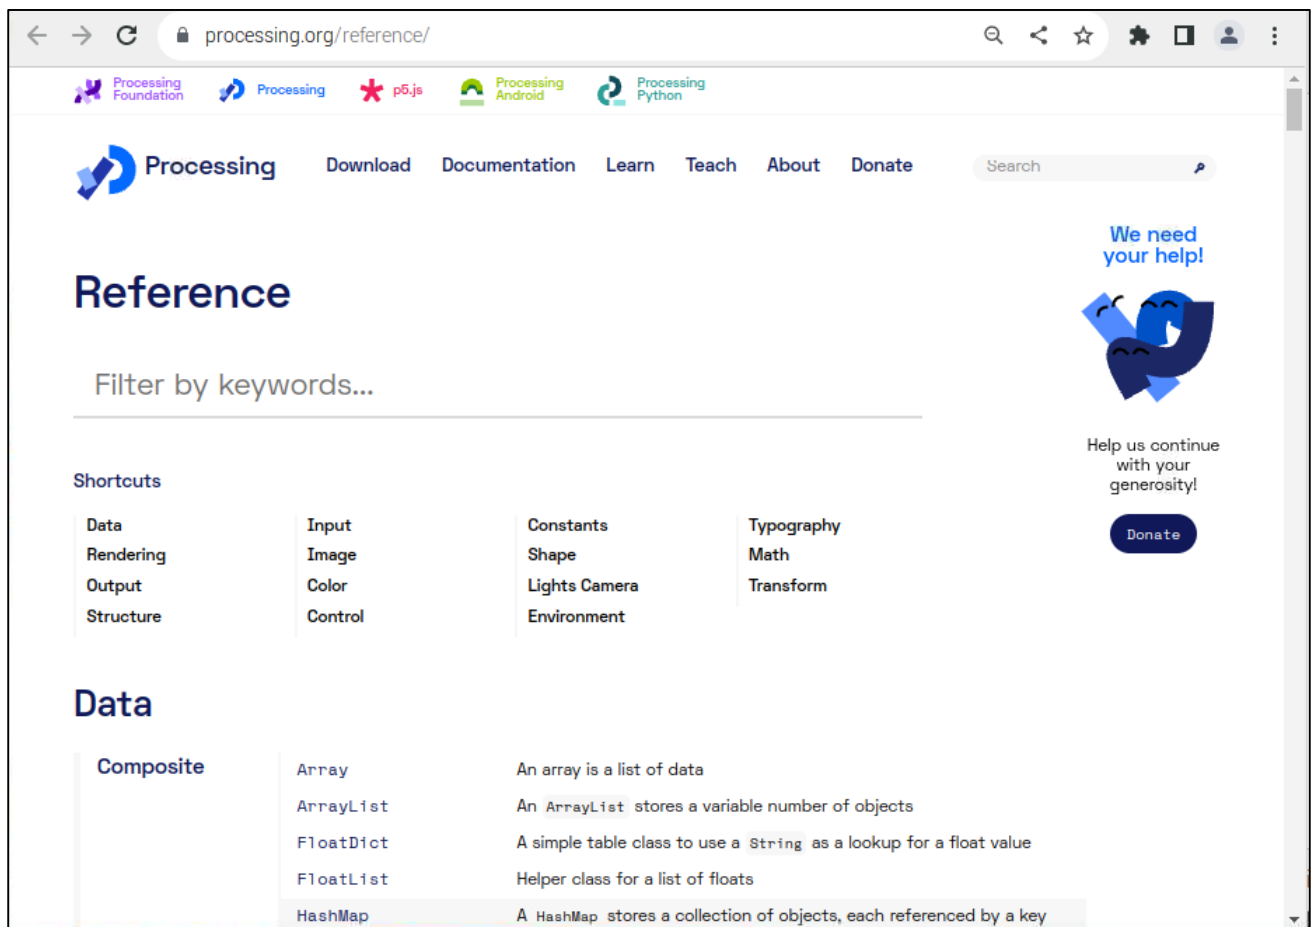 processing.org/reference/
Processing Foundation
Processing
p5.js
Processing Android
Processing Python
Processing Download Documentation Learn Teach About Donate Search
We need
your help!
Reference
Filter by keywords...
Help us continue
with your
generosity!
Donate
Shortcuts
Data Input Constants Typography
Rendering Image Shape Math
Output Color Lights Camera Transform
Structure Control Environment
Data
Composite Array An array is a list of data
ArrayList An ArrayList stores a variable number of objects
FloatDict A simple table class to use a String as a lookup for a float value
FloatList Helper class for a list of floats
HashMap A HashMap stores a collection of objects, each referenced by a key